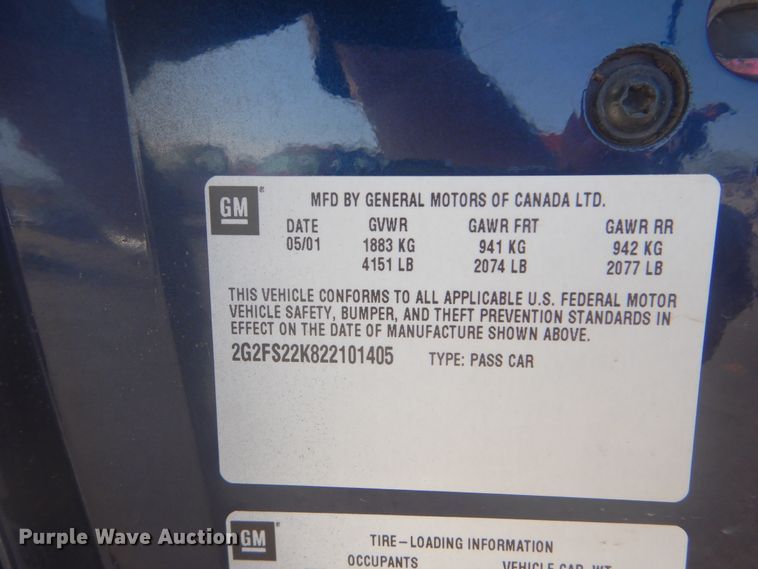 GM ® MFD BY GENERAL MOTORS OF CANADA LTD.
DATE GVWR GAWR FRT GAWR RR
05/01 1883 KG 941 KG 942 KG
4151 LB 2074 LB 2077 LB
THIS VEHICLE CONFORMS TO ALL APPLICABLE U.S. FEDERAL MOTOR
VEHICLE SAFETY, BUMPER, AND THEFT PREVENTION STANDARDS IN
EFFECT ON THE DATE OF MANUFACTURE SHOWN ABOVE.
2G2FS22K822101405 TYPE: PASS CAR
GM ® TIRE-LOADING INFORMATION
OCCUPANTS VEHICLE CAP. WT.
Purple Wave Auction